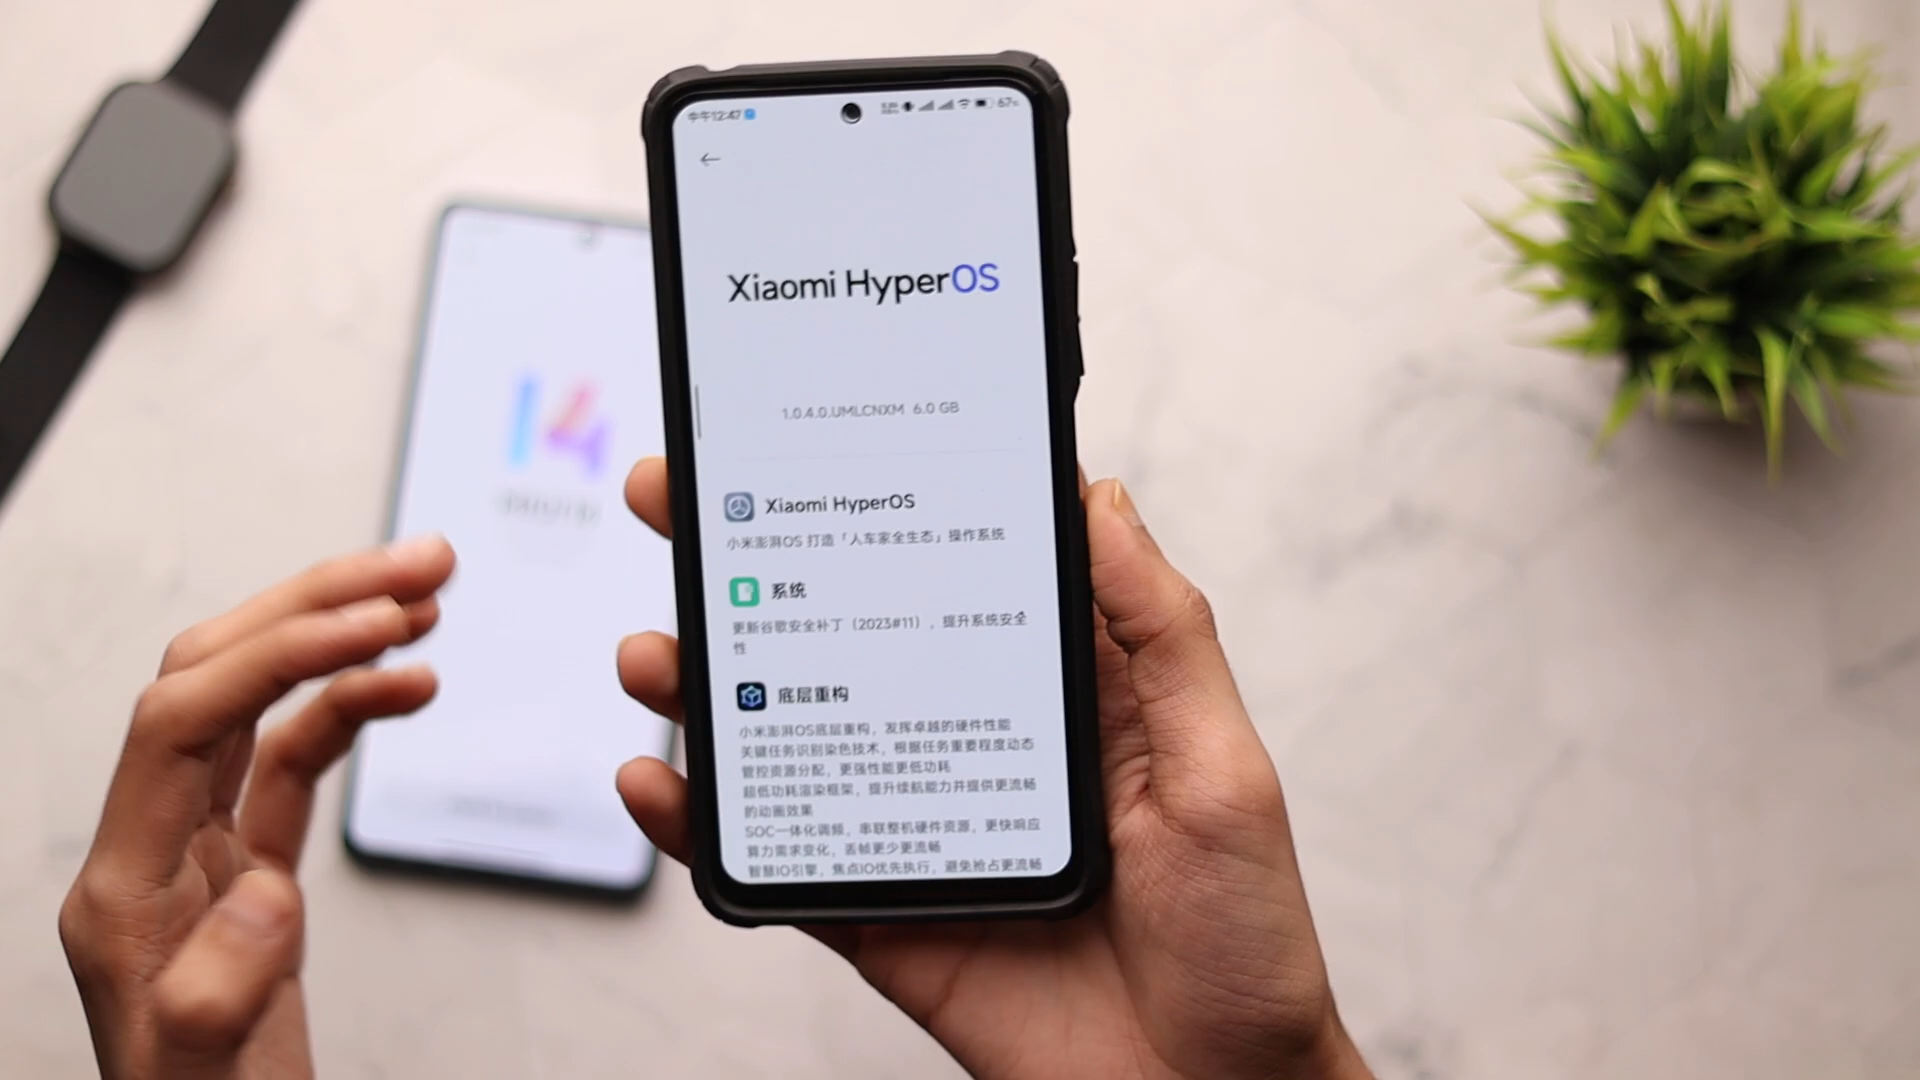 中午12:47
67%
Xiaomi HyperOS
1.0.4.0.UMLCNXM 6.0 GB
Xiaomi HyperOS
小米澎湃OS 打造「人车家全生态」操作系统
系统
更新谷歌安全补丁（2023#11），提升系统安全
性
底层重构
小米澎湃OS底层重构，发挥卓越的硬件性能
关键任务识别染色技术，根据任务重要程度动态
管控资源分配，更强性能更低功耗
超低功耗渲染框架，提升续航能力并提供更流畅
的动画效果
SOC一体化调频，串联整机硬件资源，更快响应
算力需求变化，丢帧更少更流畅
智慧IO引擎，焦点IO优先执行，避免抢占更流畅
14